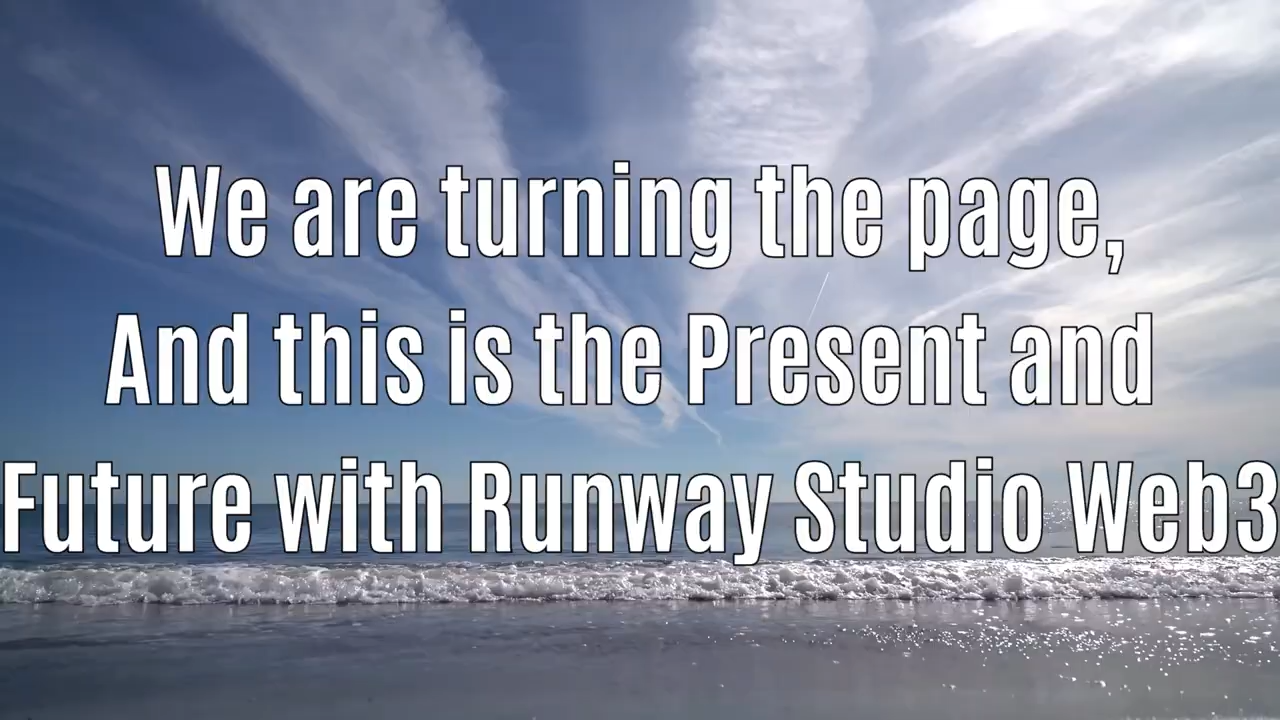 We are turning the page,
And this is the Present and
Future with Runway Studio Web3